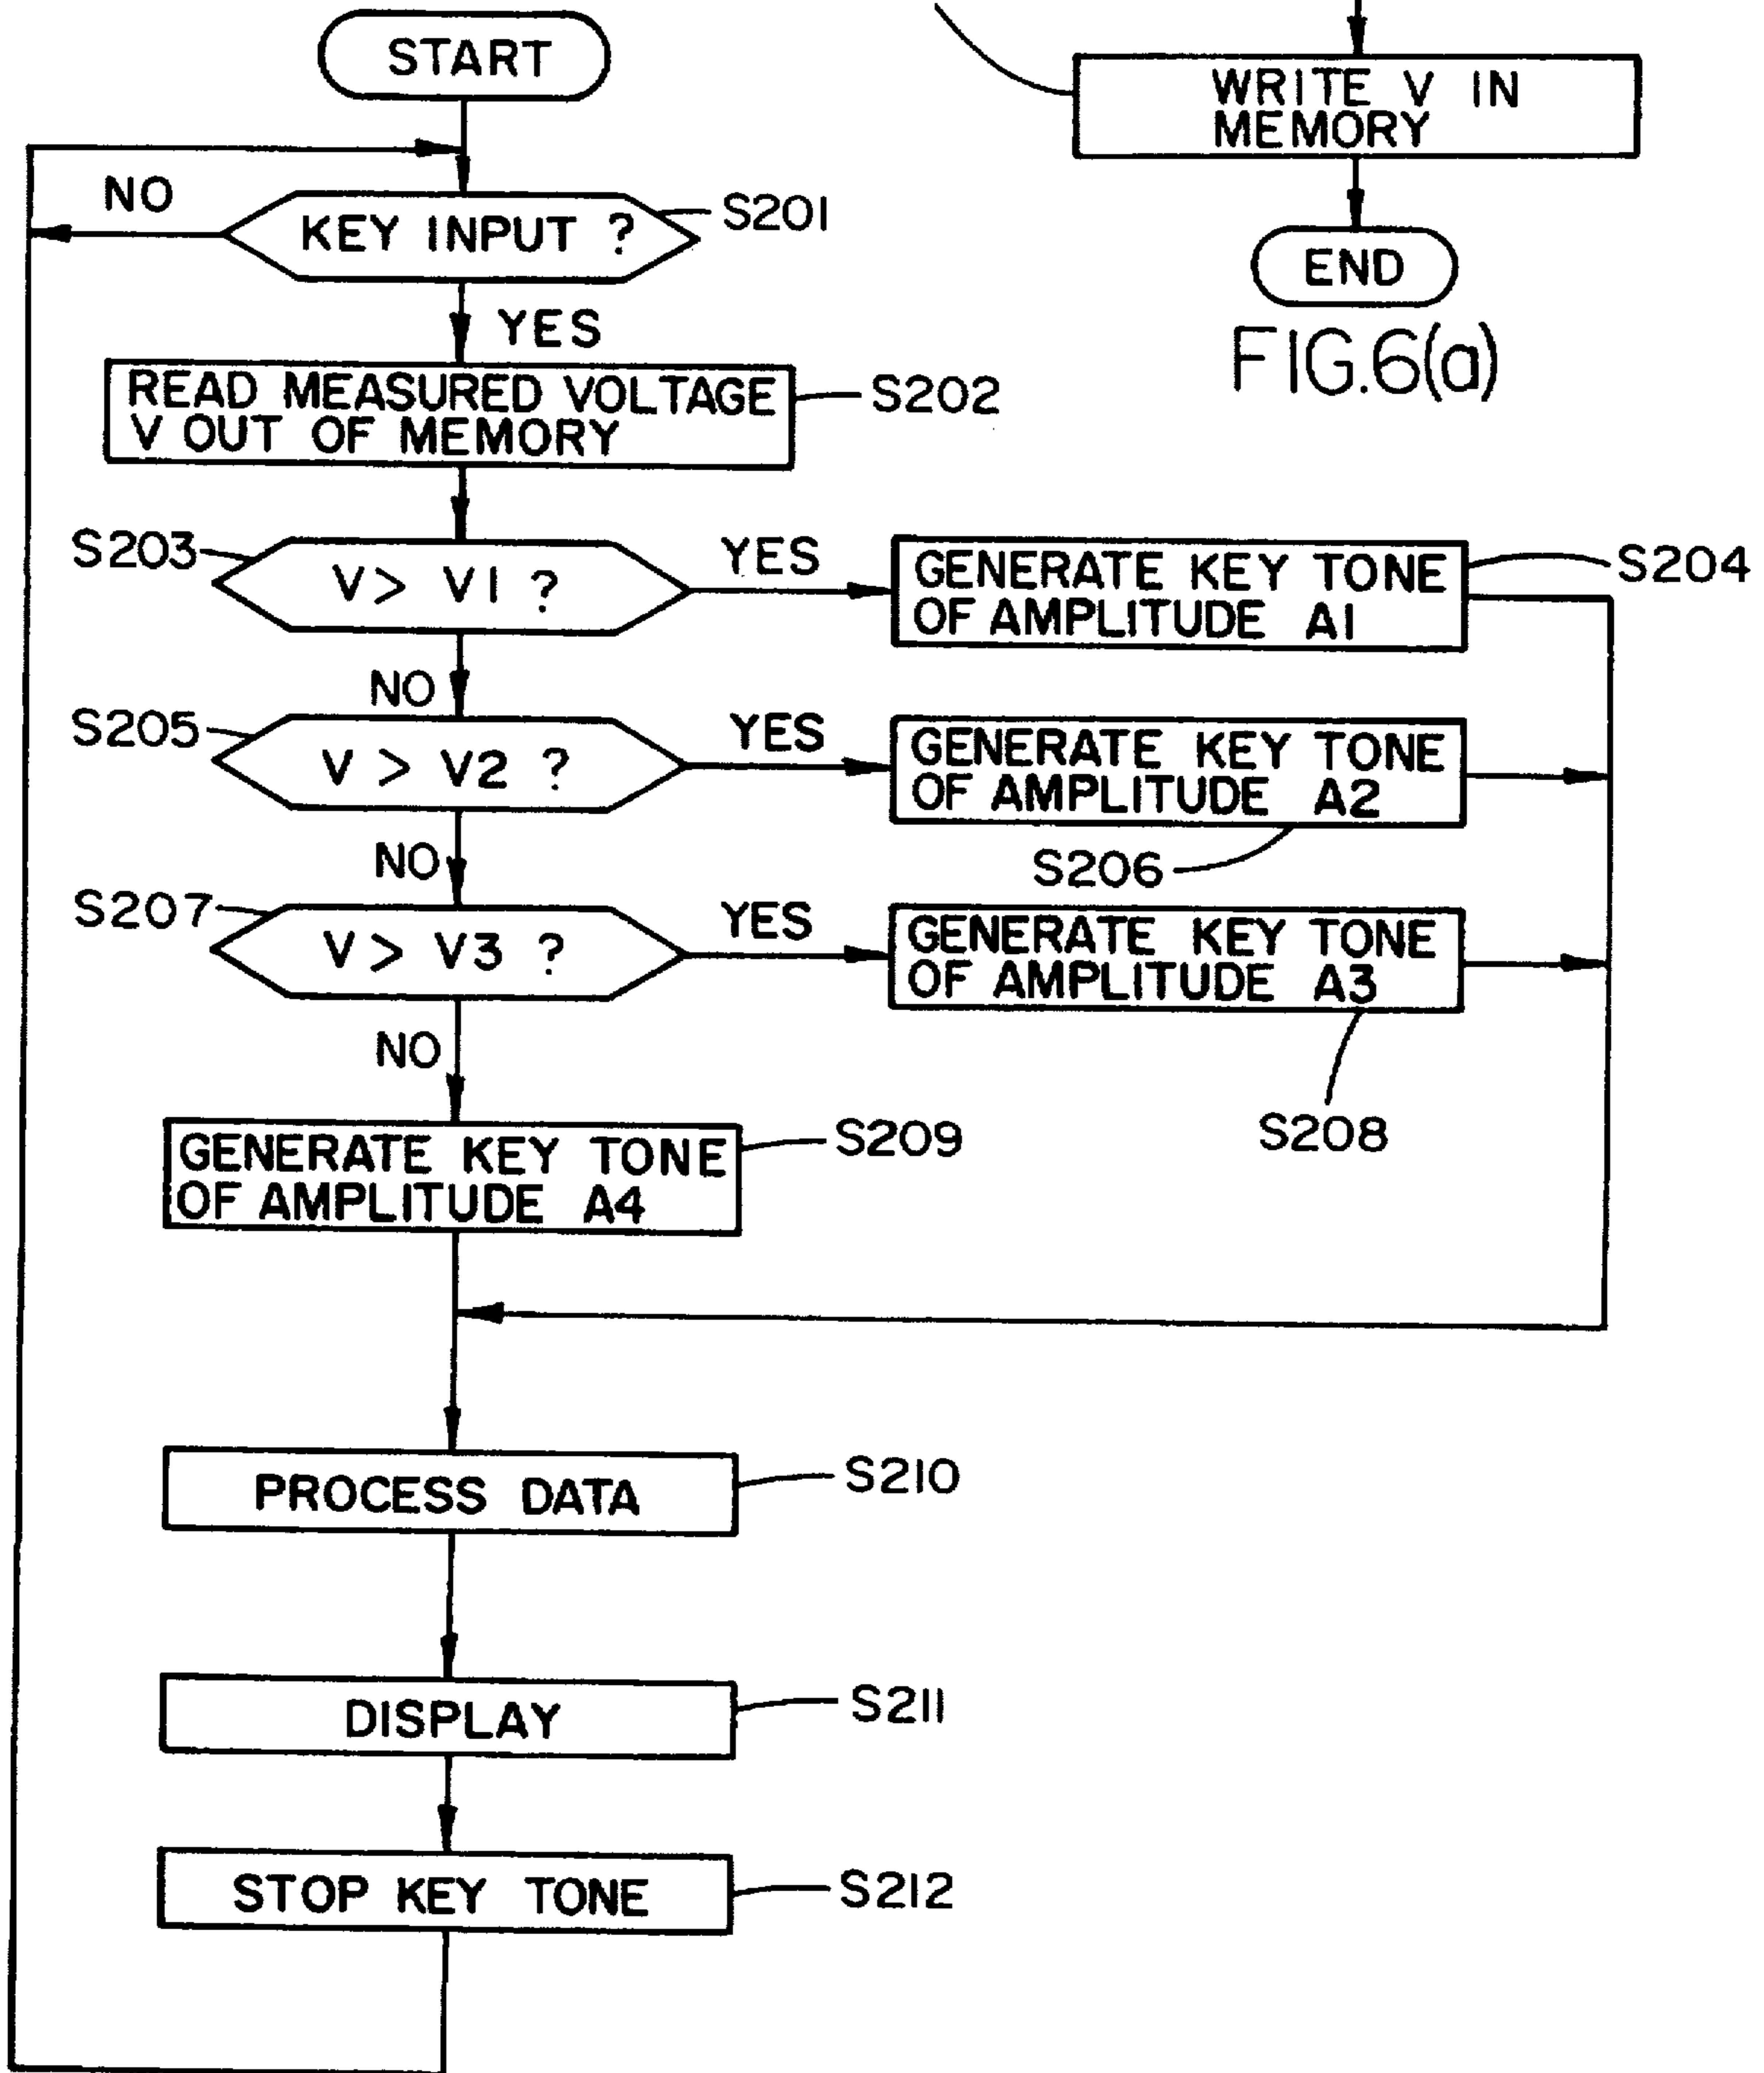 START
NO
KEY INPUT ?
S201
YES
READ MEASURED VOLTAGE
V OUT OF MEMORY
S202
S203
V > V1 ?
YES
GENERATE KEY TONE
OF AMPLITUDE A1
S204
NO
S205
V > V2 ?
YES
GENERATE KEY TONE
OF AMPLITUDE A2
S206
NO
S207
V > V3 ?
YES
GENERATE KEY TONE
OF AMPLITUDE A3
S208
NO
GENERATE KEY TONE
OF AMPLITUDE A4
S209
PROCESS DATA
S210
DISPLAY
S211
STOP KEY TONE
S212
WRITE V IN
MEMORY
END
FIG.6(a)